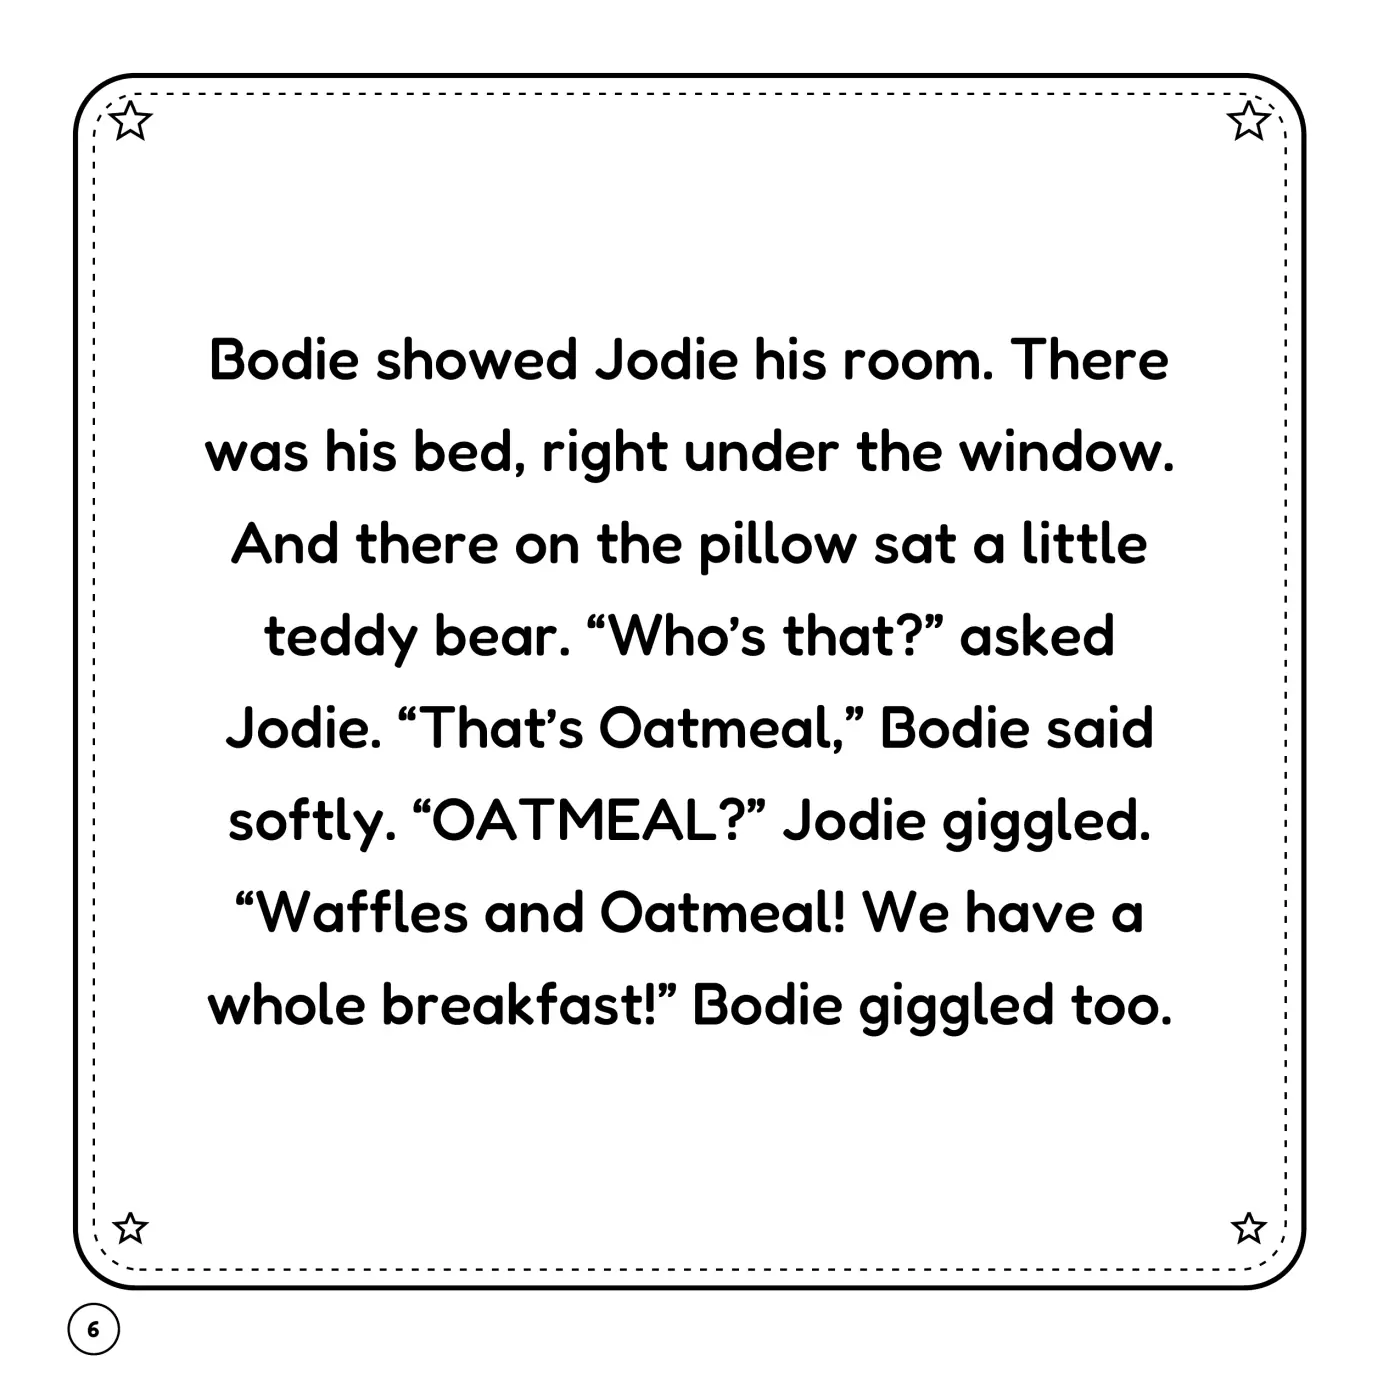 Bodie showed Jodie his room. There
was his bed, right under the window.
And there on the pillow sat a little
teddy bear. “Who’s that?” asked
Jodie. “That’s Oatmeal,” Bodie said
softly. “OATMEAL?” Jodie giggled.
“Waffles and Oatmeal! We have a
whole breakfast!” Bodie giggled too.
6